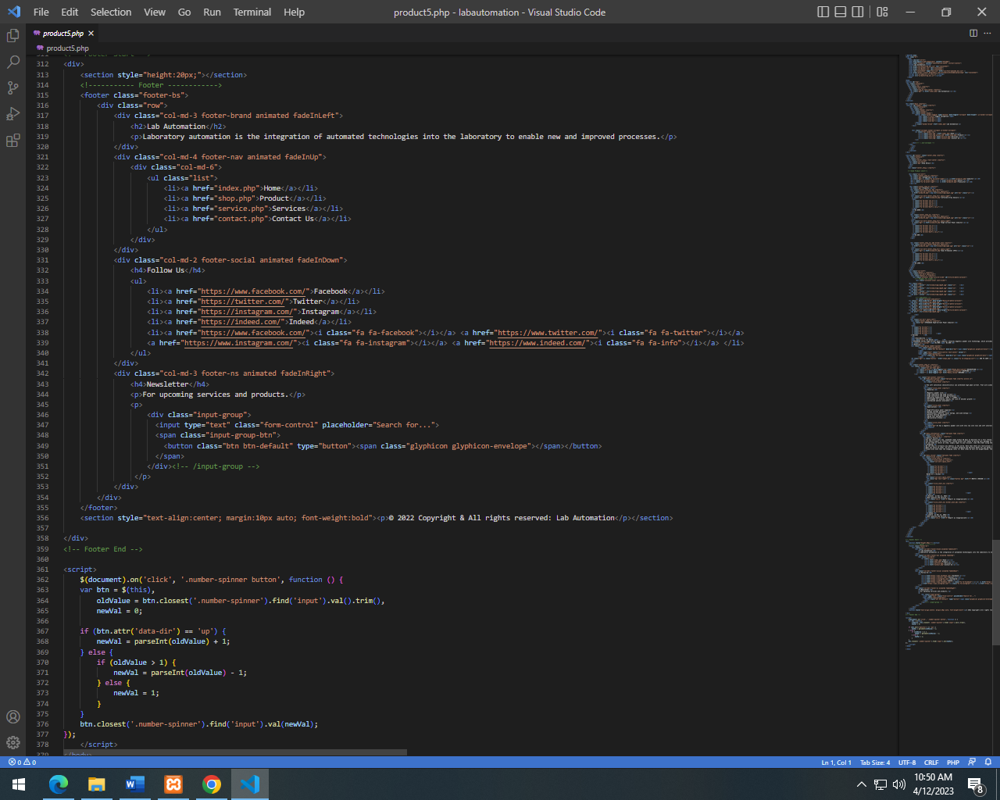 File Edit Selection View Go Run Terminal Help product5.php - labautomation - Visual Studio Code
product5.php
product5.php
312 <div>
313 <section style="height:20px;"></section>
314 <!----------- Footer ------------>
315 <footer class="footer-bs">
316 <div class="row">
317 <div class="col-md-3 footer-brand animated fadeInLeft">
318 <h2>Lab Automation</h2>
319 <p>Laboratory automation is the integration of automated technologies into the laboratory to enable new and improved processes.</p>
320 </div>
321 <div class="col-md-4 footer-nav animated fadeInUp">
322 <div class="col-md-6">
323 <ul class="list">
324 <li><a href="index.php">Home</a></li>
325 <li><a href="shop.php">Product</a></li>
326 <li><a href="service.php">Services</a></li>
327 <li><a href="contact.php">Contact Us</a></li>
328 </ul>
329 </div>
330 </div>
331 <div class="col-md-2 footer-social animated fadeInDown">
332 <h4>Follow Us</h4>
333 <ul>
334 <li><a href="https://www.facebook.com/">Facebook</a></li>
335 <li><a href="https://twitter.com/">Twitter</a></li>
336 <li><a href="https://instagram.com/">Instagram</a></li>
337 <li><a href="https://indeed.com/">Indeed</a></li>
338 <li><a href="https://www.facebook.com/"><i class="fa fa-facebook"></i></a> <a href="https://www.twitter.com/"><i class="fa fa-twitter"></i></a>
339 <a href="https://www.instagram.com/"><i class="fa fa-instagram"></i></a> <a href="https://www.indeed.com/"><i class="fa fa-info"></i></a> </li>
340 </ul>
341 </div>
342 <div class="col-md-3 footer-ns animated fadeInRight">
343 <h4>Newsletter</h4>
344 <p>For upcoming services and products.</p>
345 <p>
346 <div class="input-group">
347 <input type="text" class="form-control" placeholder="Search for...">
348 <span class="input-group-btn">
349 <button class="btn btn-default" type="button"><span class="glyphicon glyphicon-envelope"></span></button>
350 </span>
351 </div><!-- /input-group -->
352 </p>
353 </div>
354 </div>
355 </footer>
356 <section style="text-align:center; margin:10px auto; font-weight:bold"><p>© 2022 Copyright & All rights reserved: Lab Automation</p></section>
357
358 </div>
359 <!-- Footer End -->
360
361 <script>
362 $(document).on('click', '.number-spinner button', function () {
363 var btn = $(this),
364 oldValue = btn.closest('.number-spinner').find('input').val().trim(),
365 newVal = 0;
366
367 if (btn.attr('data-dir') == 'up') {
368 newVal = parseInt(oldValue) + 1;
369 } else {
370 if (oldValue > 1) {
371 newVal = parseInt(oldValue) - 1;
372 } else {
373 newVal = 1;
374 }
375 }
376 btn.closest('.number-spinner').find('input').val(newVal);
377 });
378 </script>
0 0 Ln 1, Col 1 Tab Size: 4 UTF-8 CRLF PHP
10:50 AM
4/12/2023
8